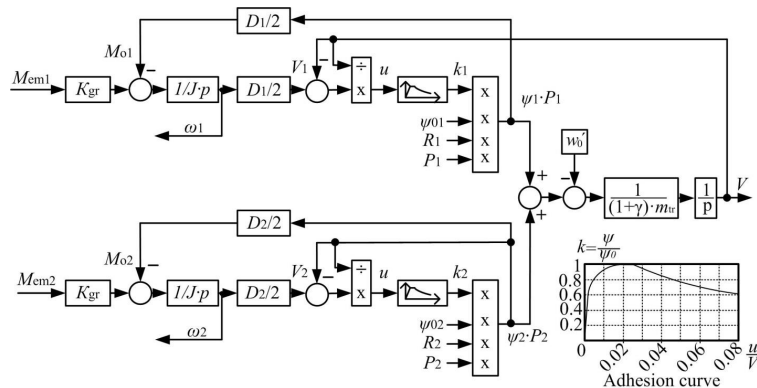 D1/2
Mo1
−
Mem1
Kgr
1/J·p
D1/2
V1
−
÷
x
u
k1
x
x
x
x
ψ01
R1
P1
ω1
ψ1·P1
w0′
+
−
+
1
(1+γ)·mtr
1
p
V
D2/2
Mo2
−
Mem2
Kgr
1/J·p
D2/2
V2
−
÷
x
u
k2
x
x
x
x
ψ02
R2
P2
ω2
ψ2·P2
k=ψ/ψ0
1
0.8
0.6
0.4
0.2
0
0.02
0.04
0.06
0.08
u/V
Adhesion curve